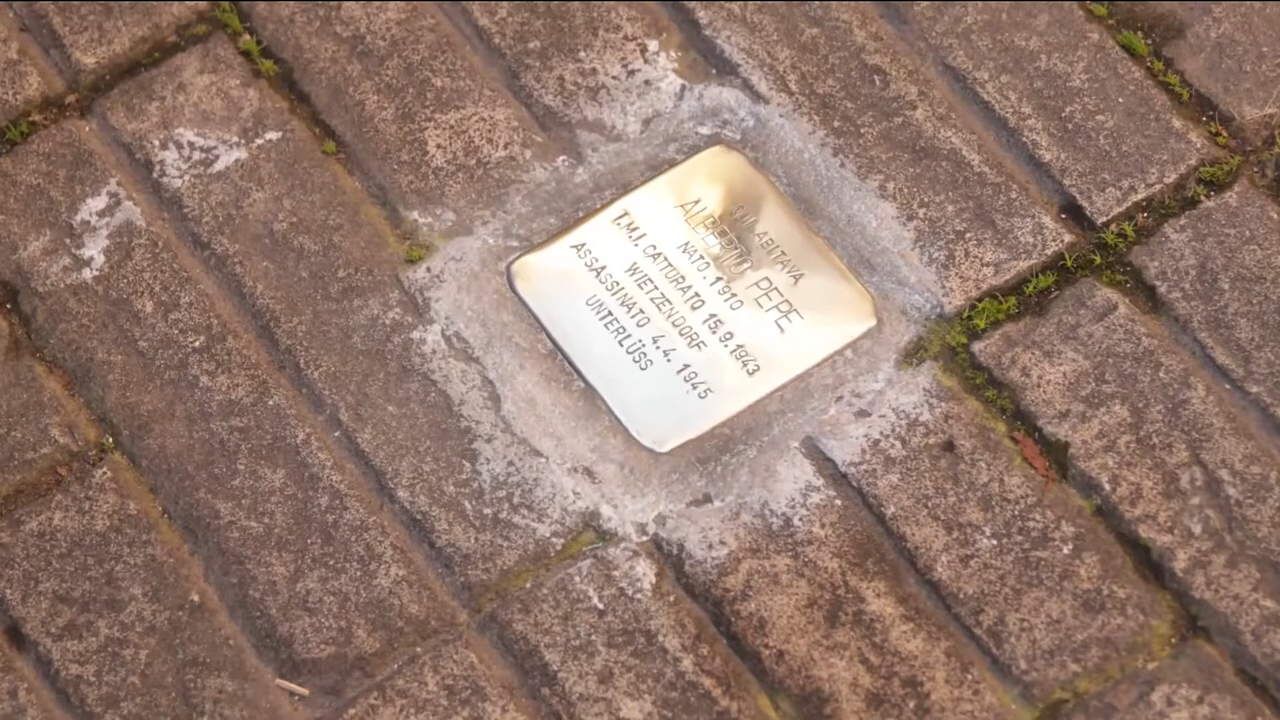 QUI ABITAVA
ALBERTO PEPE
NATO 1910
I.M.I. CATTURATO 15.9.1943
WIETZENDORF
ASSASSINATO 4.4.1945
UNTERLÜSS